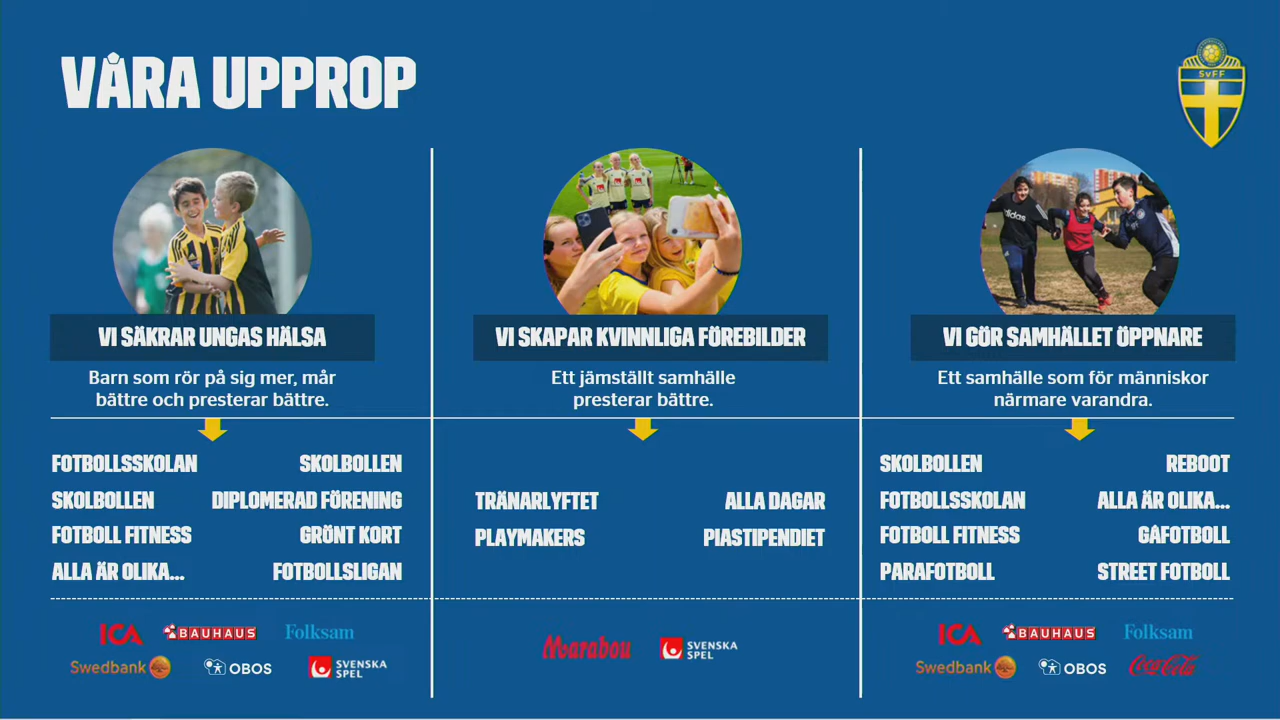 VÅRA UPPROP
SvFF
adidas
VI SÄKRAR UNGAS HÄLSA
Barn som rör på sig mer, mår
bättre och presterar bättre.
FOTBOLLSSKOLAN
SKOLBOLLEN
SKOLBOLLEN
DIPLOMERAD FÖRENING
FOTBOLL FITNESS
GRÖNT KORT
ALLA ÄR OLIKA...
FOTBOLLSLIGAN
ICA
BAUHAUS
Folksam
Swedbank
OBOS
SVENSKA
SPEL
VI SKAPAR KVINNLIGA FÖREBILDER
Ett jämställt samhälle
presterar bättre.
TRÄNARLYFTET
ALLA DAGAR
PLAYMAKERS
PIASTIPENDIET
Marabou
SVENSKA
SPEL
VI GÖR SAMHÄLLET ÖPPNARE
Ett samhälle som för människor
närmare varandra.
SKOLBOLLEN
REBOOT
FOTBOLLSSKOLAN
ALLA ÄR OLIKA...
FOTBOLL FITNESS
GÅFOTBOLL
PARAFOTBOLL
STREET FOTBOLL
ICA
BAUHAUS
Folksam
Swedbank
OBOS
Coca-Cola